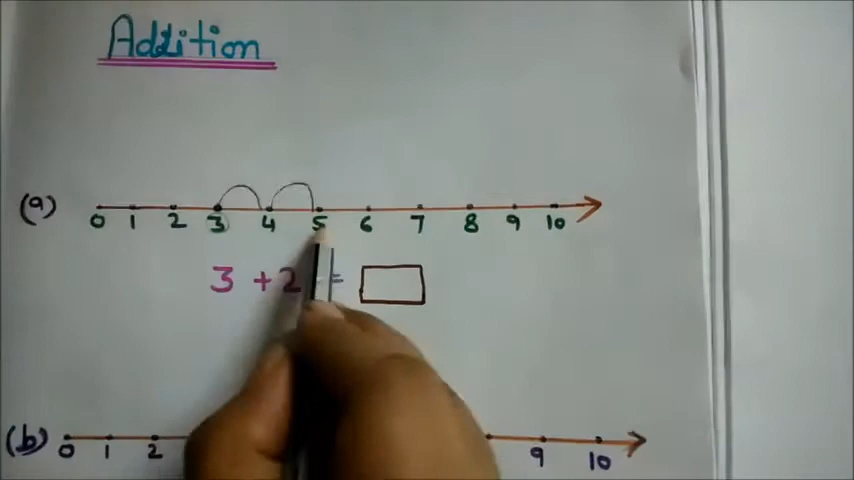 Addition
(a) 0 1 2 3 4 5 6 7 8 9 10
3 + 2 =
(b) 0 1 2 9 10